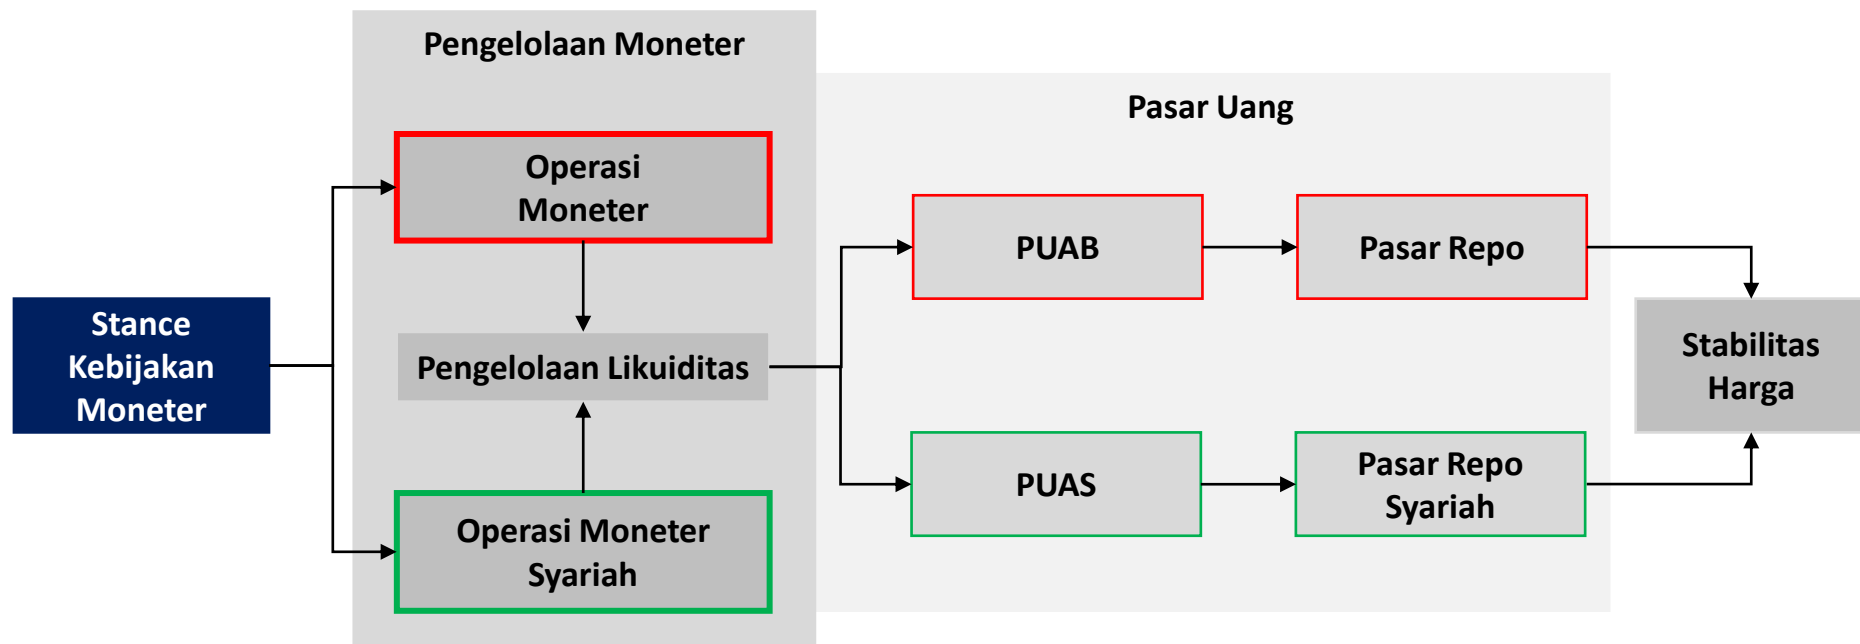 Pengelolaan Moneter
Pasar Uang
Operasi
Moneter
PUAB
Pasar Repo
Stance
Kebijakan
Moneter
Pengelolaan Likuiditas
Stabilitas
Harga
PUAS
Pasar Repo
Syariah
Operasi Moneter
Syariah